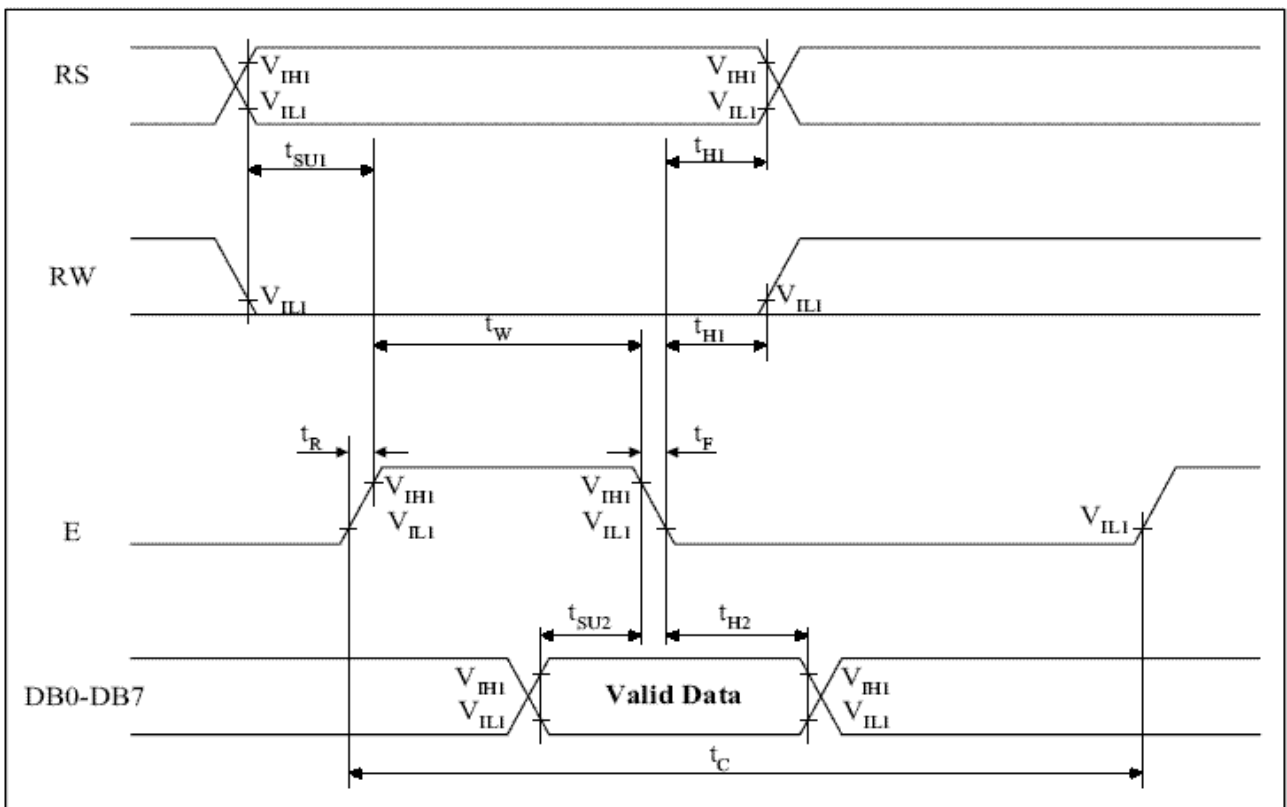 RS
V_IH1 V_IH1
V_IL1 V_IL1
t_SU1 t_H1
RW
V_IL1 V_IL1
t_W t_H1
t_R t_F
V_IH1 V_IH1
E V_IL1 V_IL1 V_IL1
t_SU2 t_H2
V_IH1 V_IH1
DB0-DB7 Valid Data
V_IL1 V_IL1
t_C